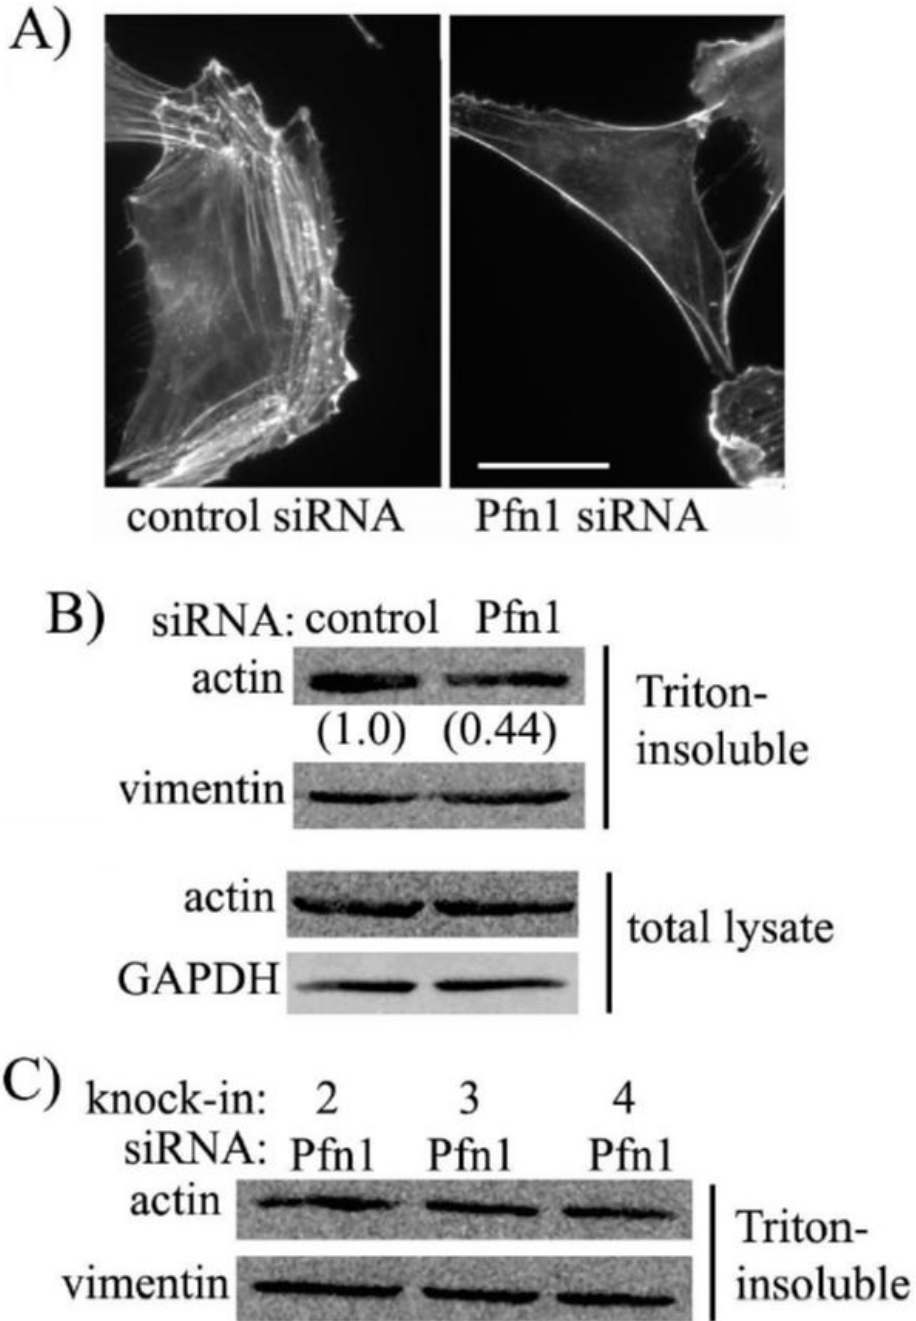 A)
control siRNA Pfn1 siRNA
B) siRNA: control Pfn1
actin
(1.0) (0.44)
Triton-
insoluble
vimentin
actin
total lysate
GAPDH
C) knock-in: 2 3 4
siRNA: Pfn1 Pfn1 Pfn1
actin
Triton-
insoluble
vimentin